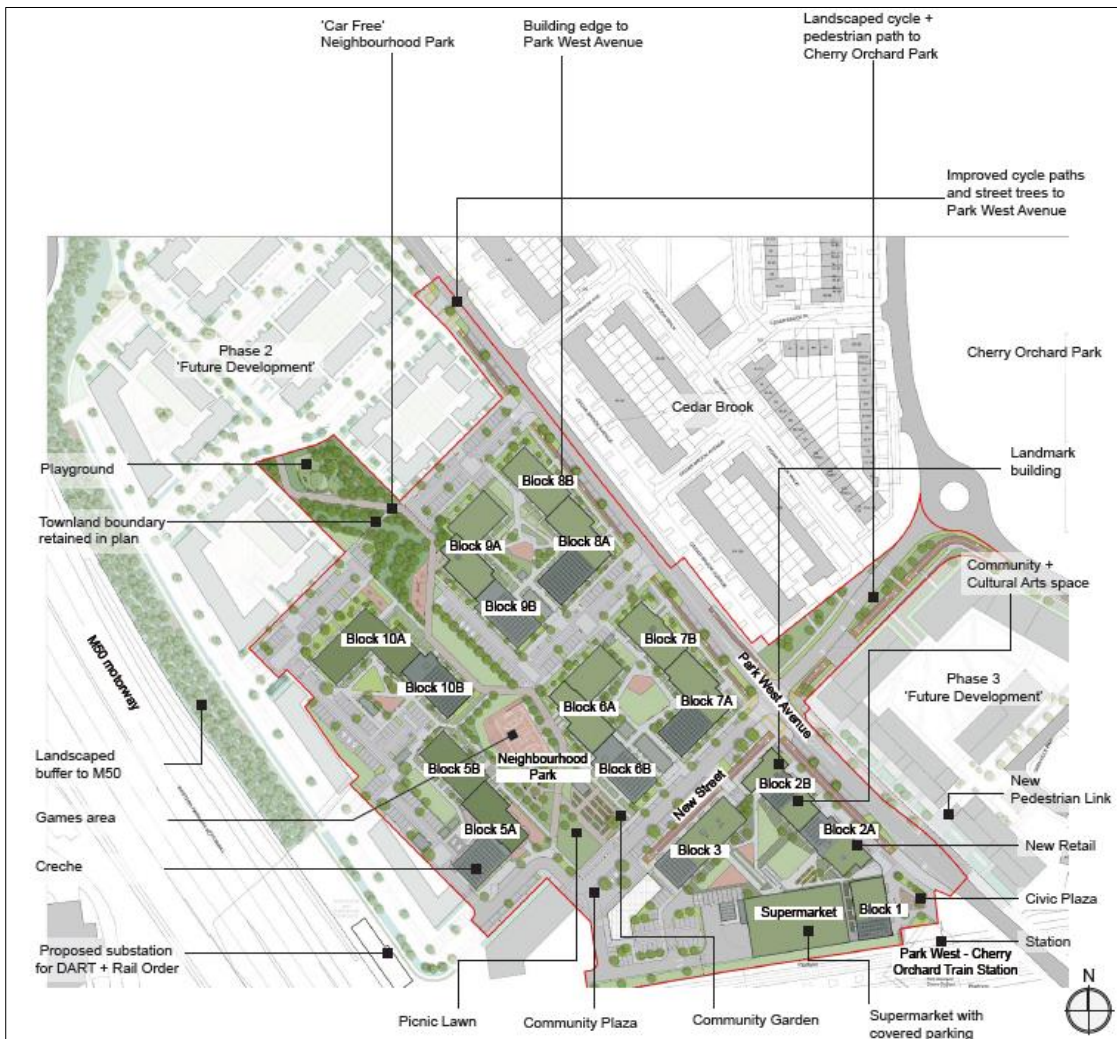 'Car Free'
Neighbourhood Park
Building edge to
Park West Avenue
Landscaped cycle +
pedestrian path to
Cherry Orchard Park
Improved cycle paths
and street trees to
Park West Avenue
Phase 2
'Future Development'
Cherry Orchard Park
Cedar Brook
Landmark
building
Playground
Townland boundary
retained in plan
Block 8B
Block 9A
Block 8A
Block 9B
Community +
Cultural Arts space
Block 10A
Block 7B
Park West Avenue
M50 motorway
Block 10B
Block 6A
Block 7A
Phase 3
'Future Development'
Landscaped
buffer to M50
Neighbourhood
Park
Block 5B
Block 6B
New Street
Block 2B
New
Pedestrian Link
Games area
Block 5A
Block 3
Block 2A
New Retail
Creche
Supermarket
Block 1
Civic Plaza
Station
Proposed substation
for DART + Rail Order
Park West - Cherry
Orchard Train Station
N
Picnic Lawn
Community Plaza
Community Garden
Supermarket with
covered parking